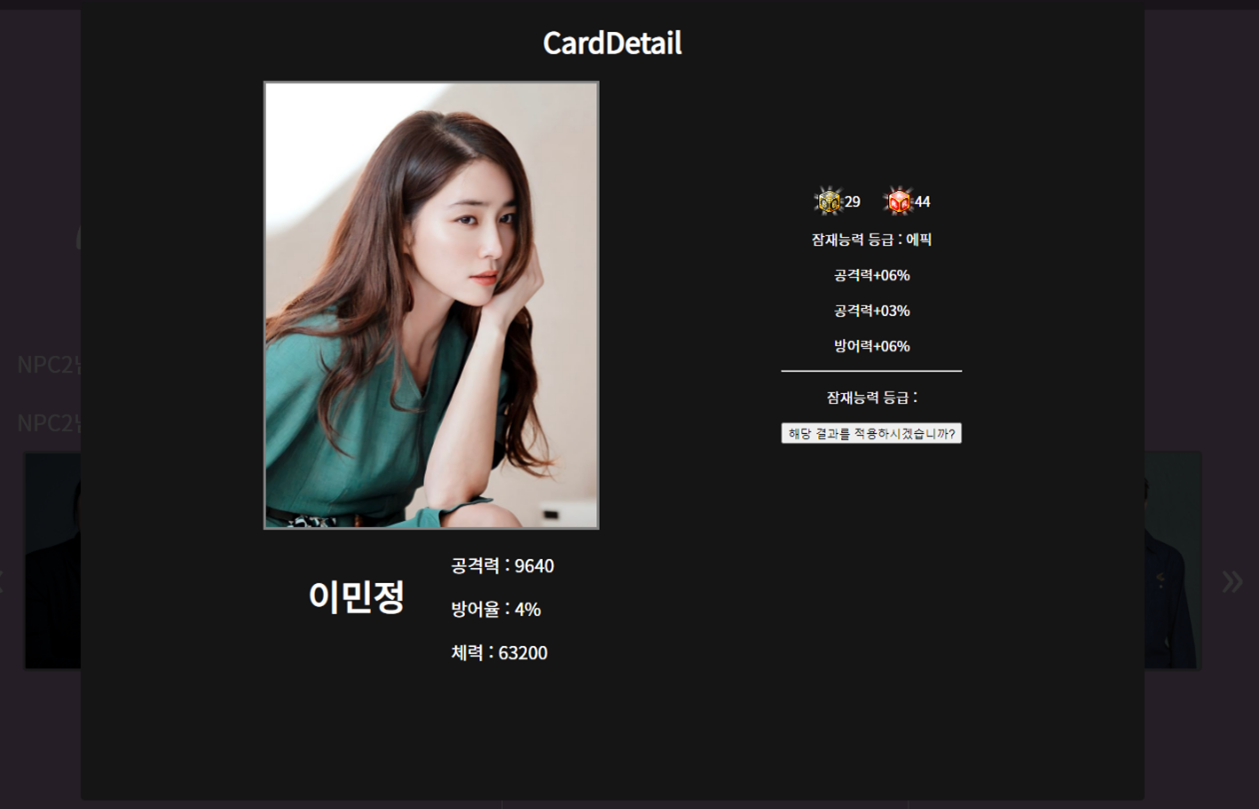 CardDetail
29 44
잠재능력 등급 : 에픽
공격력+06%
공격력+03%
방어력+06%
잠재능력 등급 :
해당 결과를 적용하시겠습니까?
이민정
공격력 : 9640
방어율 : 4%
체력 : 63200
NPC2
NPC2